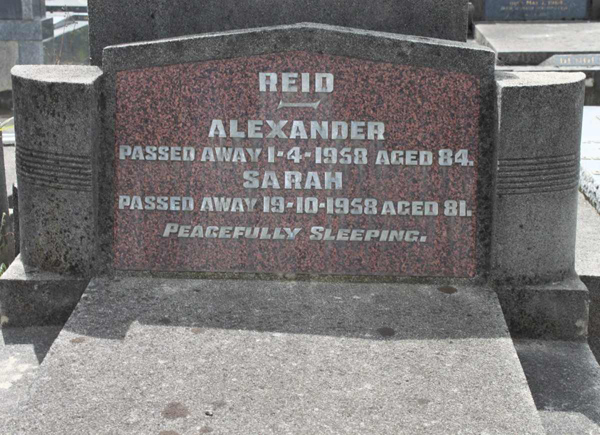 REID
ALEXANDER
PASSED AWAY 1-4-1958 AGED 84.
SARAH
PASSED AWAY 19-10-1958 AGED 81.
PEACEFULLY SLEEPING.